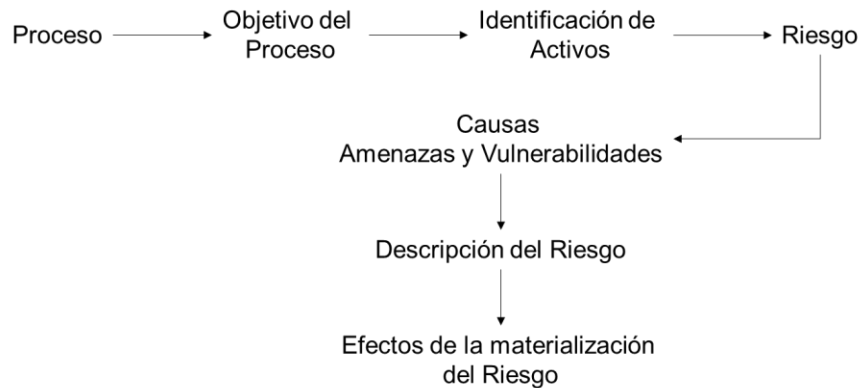 Proceso
Objetivo del
Proceso
Identificación de
Activos
Riesgo
Causas
Amenazas y Vulnerabilidades
Descripción del Riesgo
Efectos de la materialización
del Riesgo